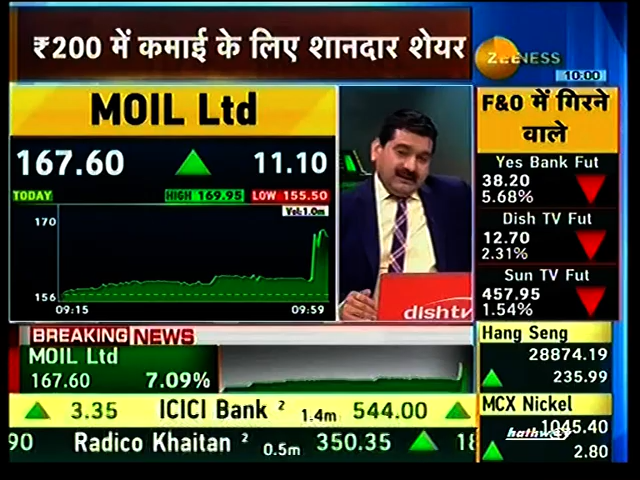 ₹200 में कमाई के लिए शानदार शेयर
ZEE BUSINESS
10:00
MOIL Ltd
167.60 11.10
TODAY HIGH 169.95 LOW 155.50
Vol:1.0m
170
156
09:15 09:59
dishtv
F&O में गिरने
वाले
Yes Bank Fut
38.20
5.68%
Dish TV Fut
12.70
2.31%
Sun TV Fut
457.95
1.54%
BREAKING NEWS
MOIL Ltd
167.60 7.09%
Hang Seng
28874.19
235.99
MCX Nickel
1045.40
hathway
2.80
3.35 ICICI Bank ² 1.4m 544.00
90 Radico Khaitan ² 0.5m 350.35 18